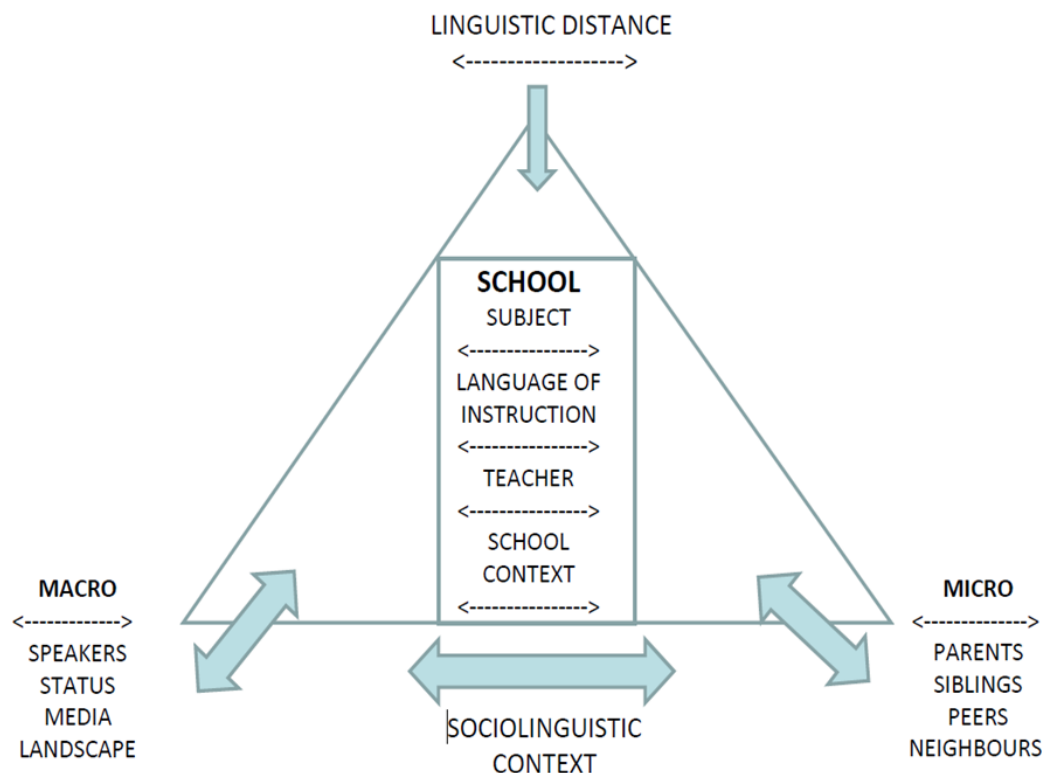 LINGUISTIC DISTANCE
<-------------------->
SCHOOL
SUBJECT
<---------------->
LANGUAGE OF
INSTRUCTION
<---------------->
TEACHER
<---------------->
SCHOOL
CONTEXT
<---------------->
MACRO
<------------->
SPEAKERS
STATUS
MEDIA
LANDSCAPE
MICRO
<-------------->
PARENTS
SIBLINGS
PEERS
NEIGHBOURS
SOCIOLINGUISTIC
CONTEXT